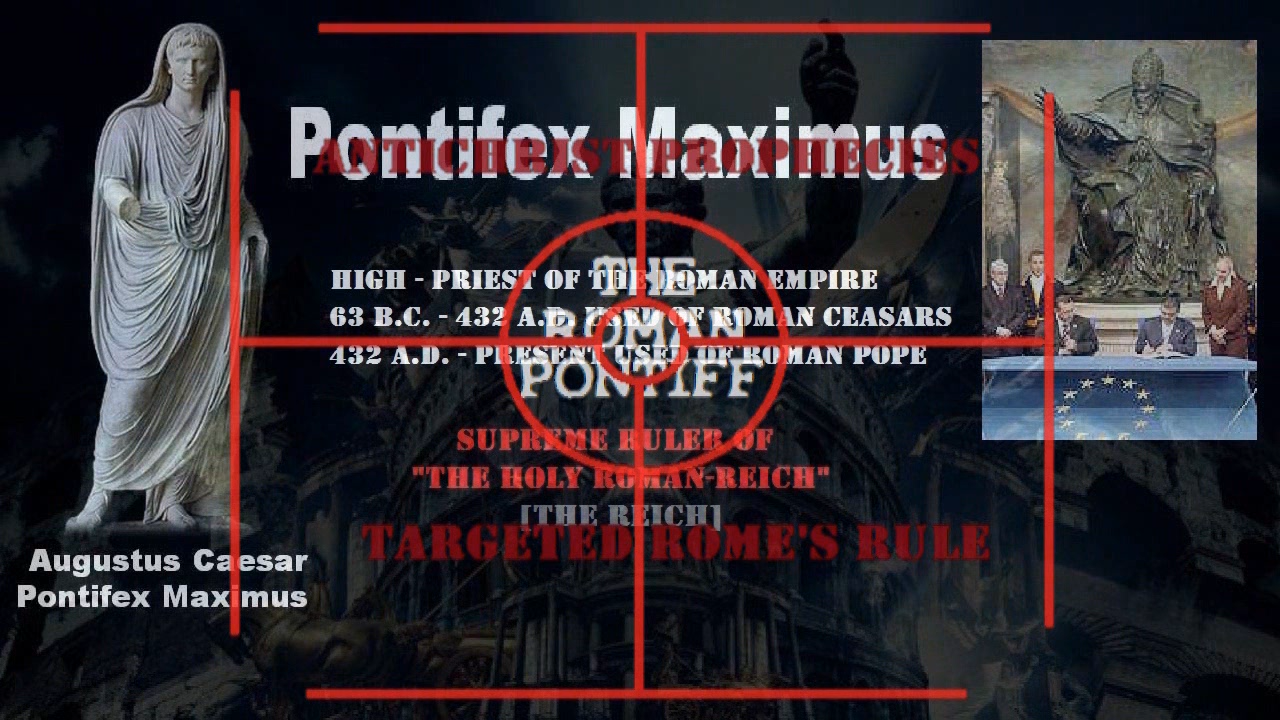 Pontifex Maximus
ANTICHRIST PROPHECIES
HIGH - PRIEST OF THE ROMAN EMPIRE
63 B.C. - 432 A.D. USED OF ROMAN CEASARS
432 A.D. - PRESENT USED OF ROMAN POPE
THE
ROMAN
PONTIFF
SUPREME RULER OF
"THE HOLY ROMAN-REICH"
[THE REICH]
TARGETED ROME'S RULE
Augustus Caesar
Pontifex Maximus